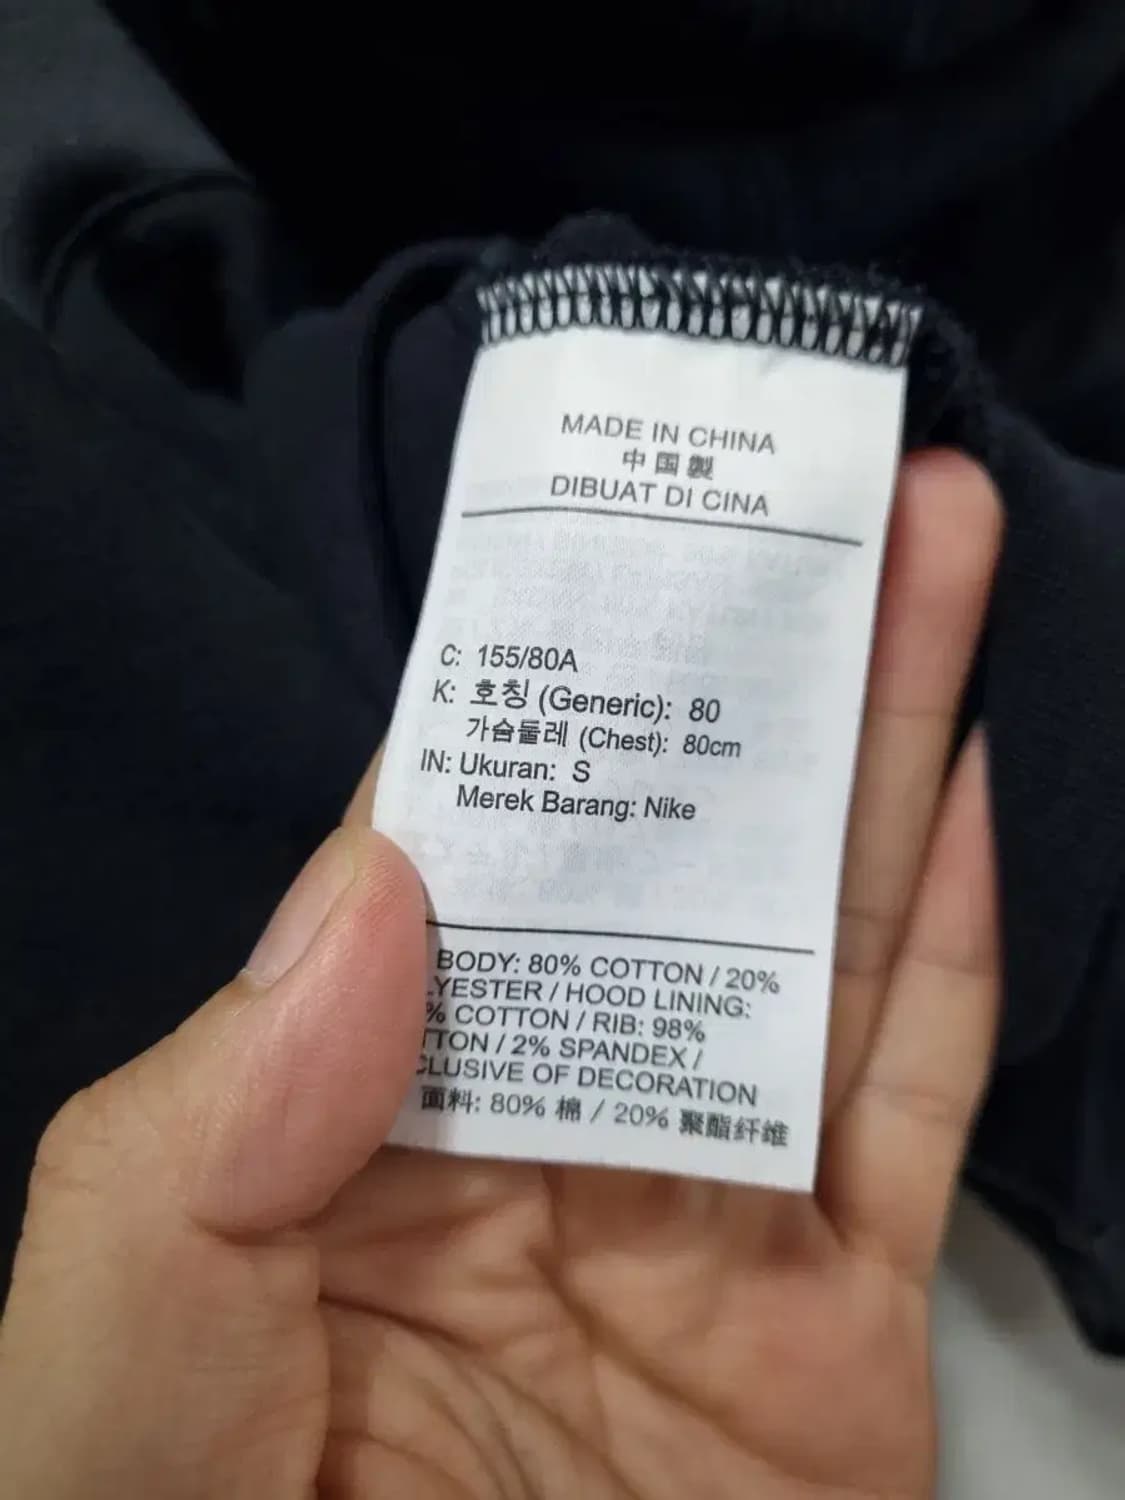 MADE IN CHINA
中国製
DIBUAT DI CINA
C: 155/80A
K: 호칭 (Generic): 80
가슴둘레 (Chest): 80cm
IN: Ukuran: S
Merek Barang: Nike
BODY: 80% COTTON / 20%
LYESTER / HOOD LINING:
% COTTON / RIB: 98%
TTON / 2% SPANDEX /
CLUSIVE OF DECORATION
面料: 80% 棉 / 20% 聚酯纤维